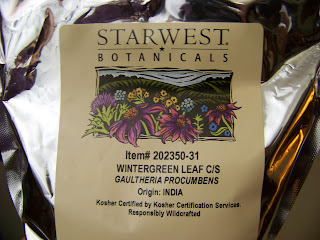 STARWEST.
BOTANICALS
Item# 202350-31
WINTERGREEN LEAF C/S
GAULTHERIA PROCUMBENS
Origin: INDIA
Kosher Certified by Kosher Certification Services.
Responsibly Wildcrafted